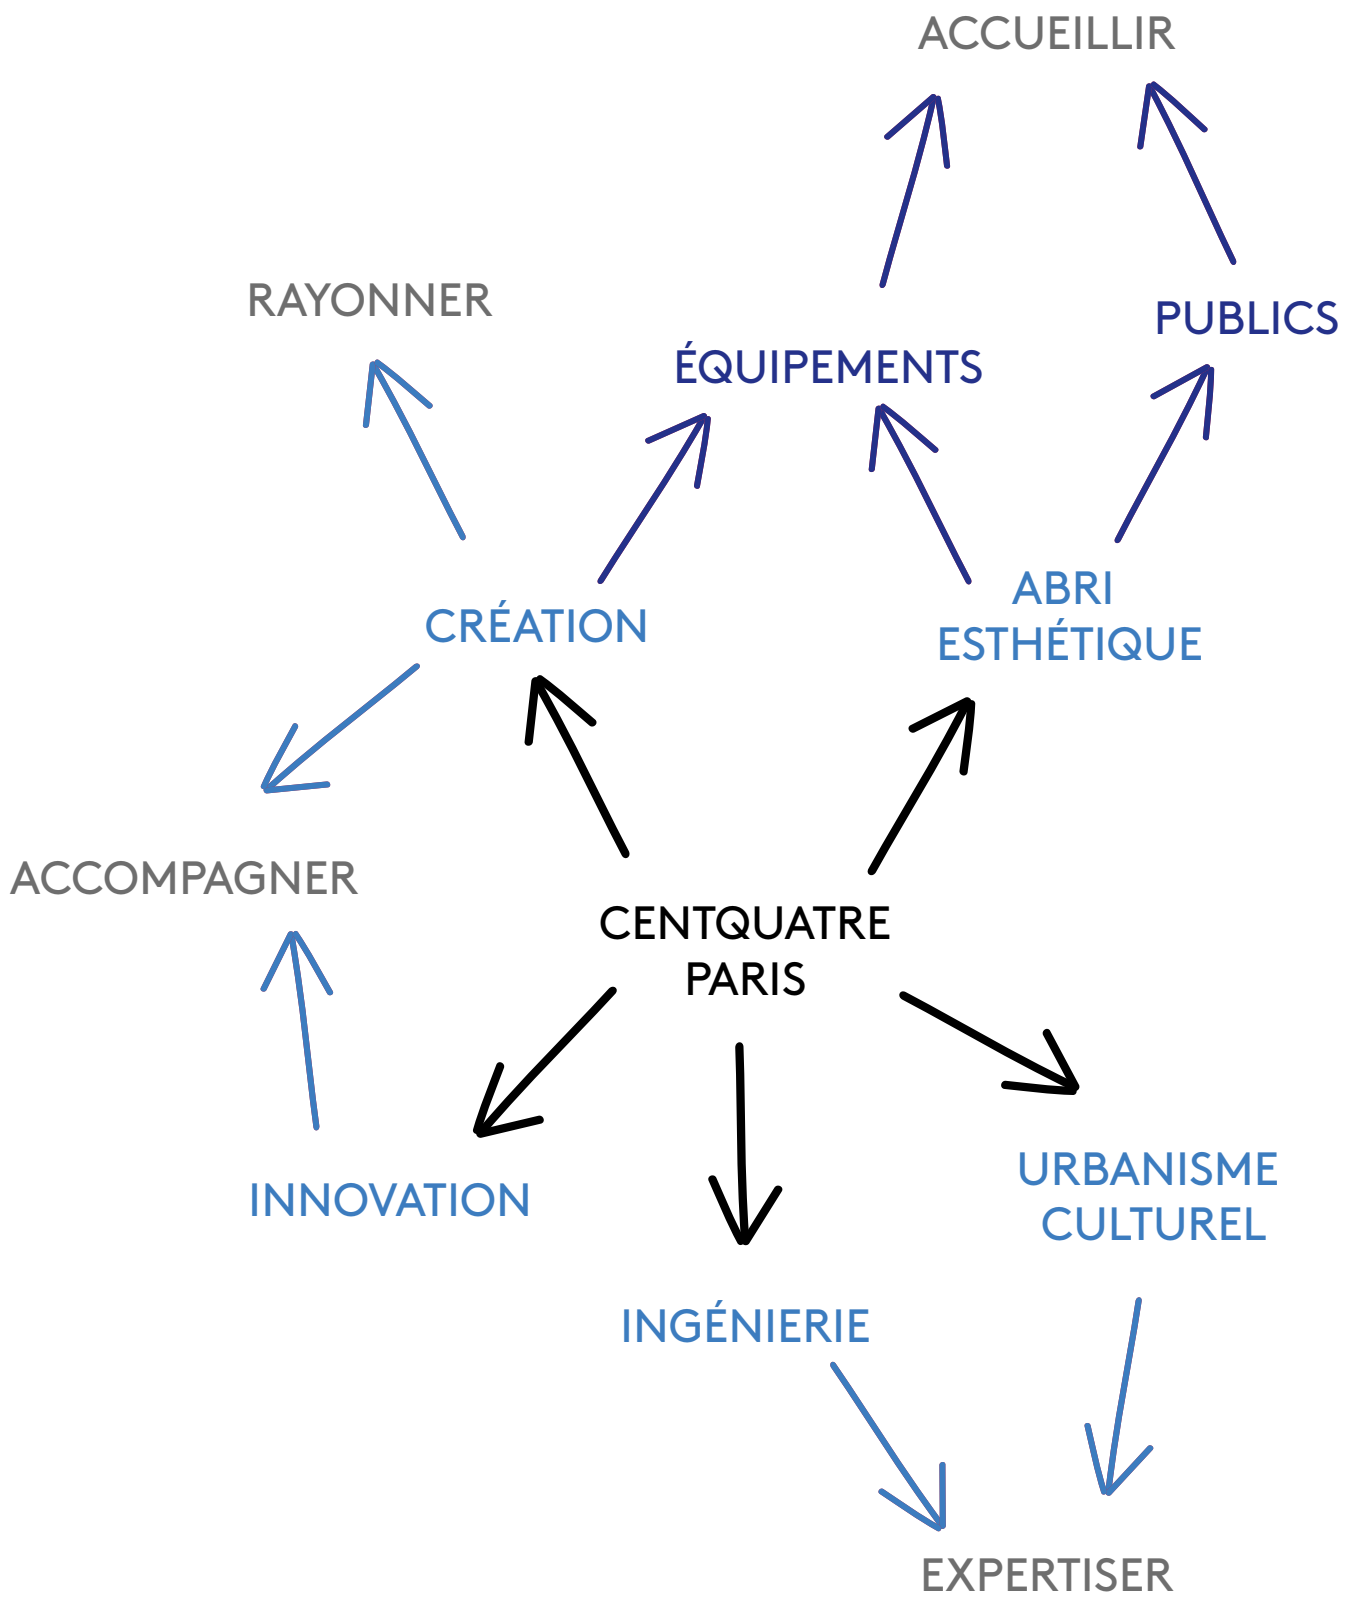 ACCUEILLIR
RAYONNER
PUBLICS
ÉQUIPEMENTS
ABRI
ESTHÉTIQUE
CRÉATION
ACCOMPAGNER
CENTQUATRE
PARIS
URBANISME
CULTUREL
INNOVATION
INGÉNIERIE
EXPERTISER